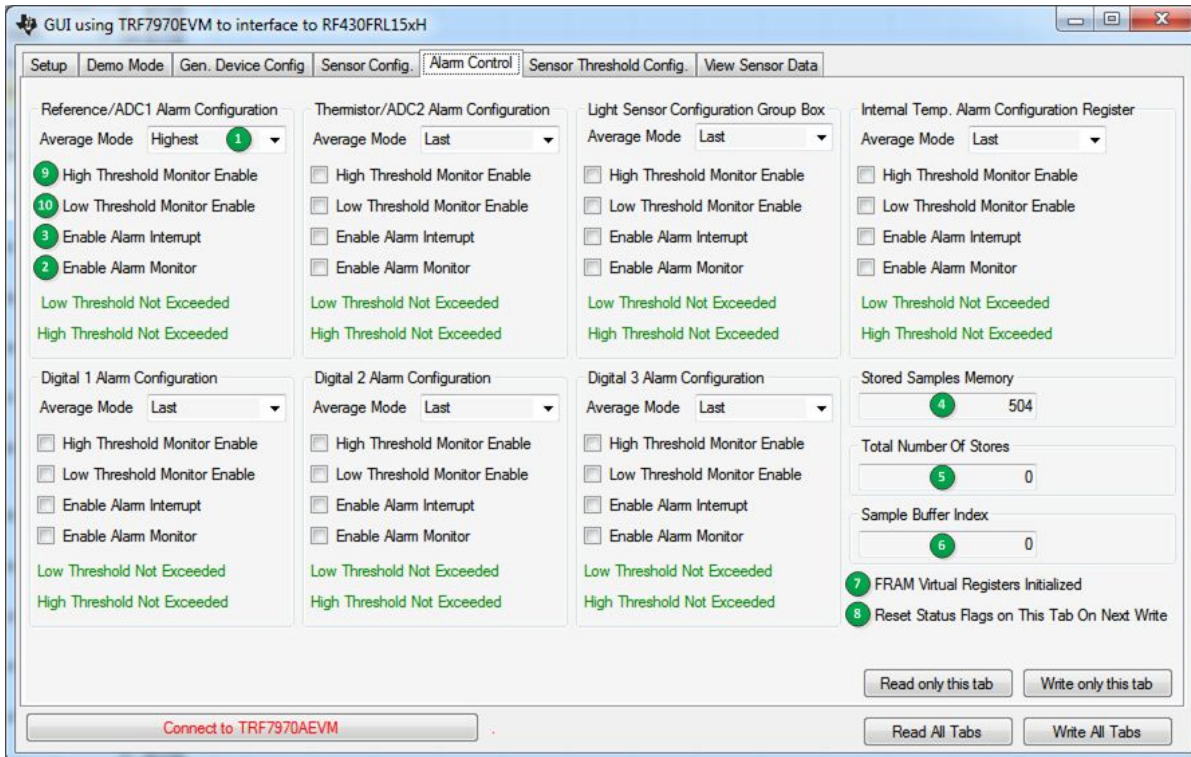 GUI using TRF7970EVM to interface to RF430FRL15xH
Setup Demo Mode Gen. Device Config Sensor Config. Alarm Control Sensor Threshold Config. View Sensor Data
Reference/ADC1 Alarm Configuration
Average Mode Highest 1
9 High Threshold Monitor Enable
10 Low Threshold Monitor Enable
3 Enable Alarm Interrupt
2 Enable Alarm Monitor
Low Threshold Not Exceeded
High Threshold Not Exceeded
Thermistor/ADC2 Alarm Configuration
Average Mode Last
High Threshold Monitor Enable
Low Threshold Monitor Enable
Enable Alarm Interrupt
Enable Alarm Monitor
Low Threshold Not Exceeded
High Threshold Not Exceeded
Light Sensor Configuration Group Box
Average Mode Last
High Threshold Monitor Enable
Low Threshold Monitor Enable
Enable Alarm Interrupt
Enable Alarm Monitor
Low Threshold Not Exceeded
High Threshold Not Exceeded
Internal Temp. Alarm Configuration Register
Average Mode Last
High Threshold Monitor Enable
Low Threshold Monitor Enable
Enable Alarm Interrupt
Enable Alarm Monitor
Low Threshold Not Exceeded
High Threshold Not Exceeded
Digital 1 Alarm Configuration
Average Mode Last
High Threshold Monitor Enable
Low Threshold Monitor Enable
Enable Alarm Interrupt
Enable Alarm Monitor
Low Threshold Not Exceeded
High Threshold Not Exceeded
Digital 2 Alarm Configuration
Average Mode Last
High Threshold Monitor Enable
Low Threshold Monitor Enable
Enable Alarm Interrupt
Enable Alarm Monitor
Low Threshold Not Exceeded
High Threshold Not Exceeded
Digital 3 Alarm Configuration
Average Mode Last
High Threshold Monitor Enable
Low Threshold Monitor Enable
Enable Alarm Interrupt
Enable Alarm Monitor
Low Threshold Not Exceeded
High Threshold Not Exceeded
Stored Samples Memory
4 504
Total Number Of Stores
5 0
Sample Buffer Index
6 0
7 FRAM Virtual Registers Initialized
8 Reset Status Flags on This Tab On Next Write
Read only this tab Write only this tab
Connect to TRF7970AEVM .
Read All Tabs Write All Tabs